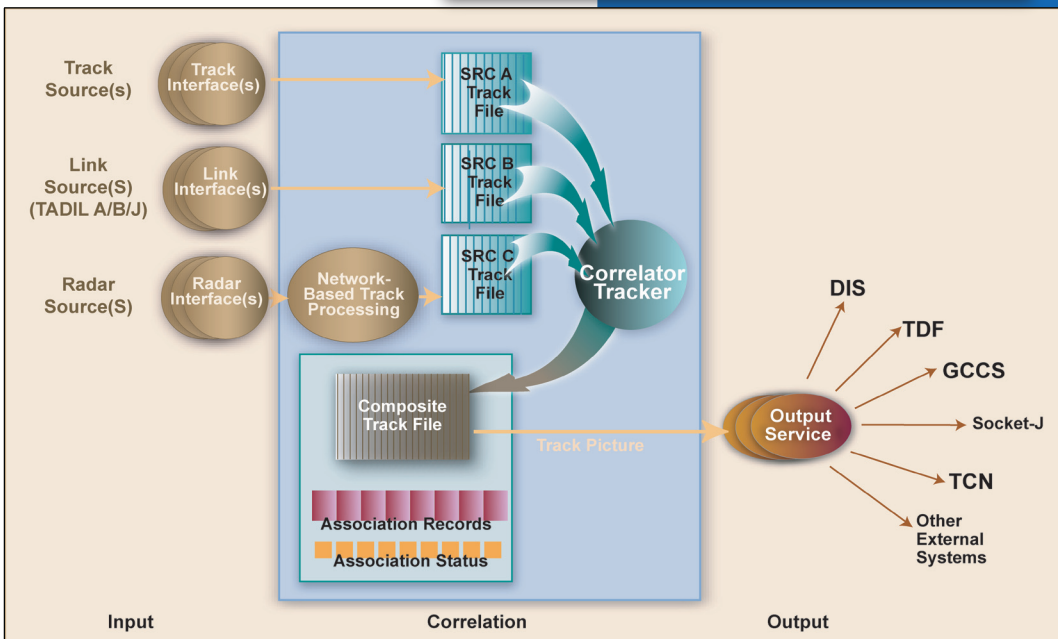 Track
Source(s)
Track
Interface(s)
SRC A
Track
File
Link
Source(S)
(TADIL A/B/J)
Link
Interface(s)
SRC B
Track
File
Radar
Source(S)
Radar
Interface(s)
Network-
Based Track
Processing
SRC C
Track
File
Correlator
Tracker
Composite
Track File
Track Picture
Association Records
Association Status
Output
Service
DIS
TDF
GCCS
Socket-J
TCN
Other
External
Systems
Input
Correlation
Output